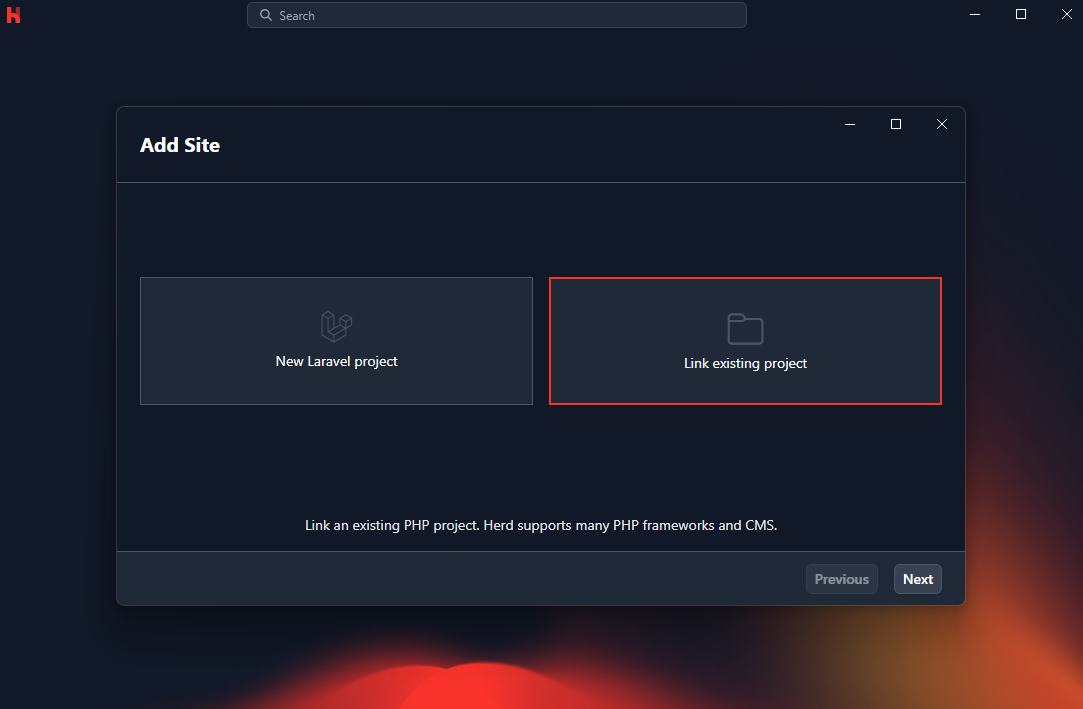 Search
Add Site
New Laravel project
Link existing project
Link an existing PHP project. Herd supports many PHP frameworks and CMS.
Previous
Next